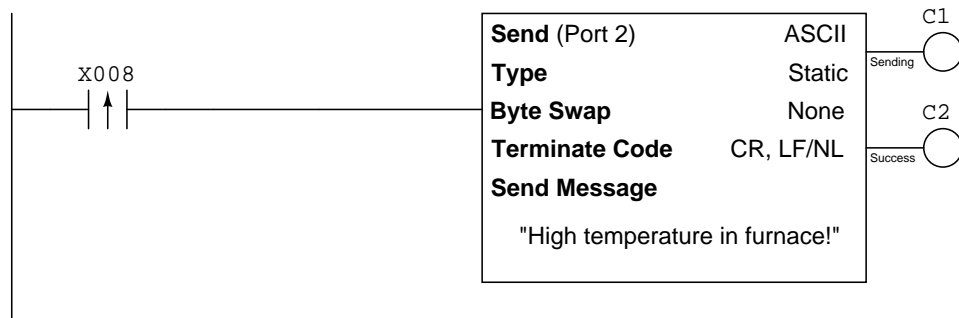 C1
Send (Port 2) ASCII
Sending
X008
Type Static
Byte Swap None
C2
Terminate Code CR, LF/NL
Success
Send Message
"High temperature in furnace!"